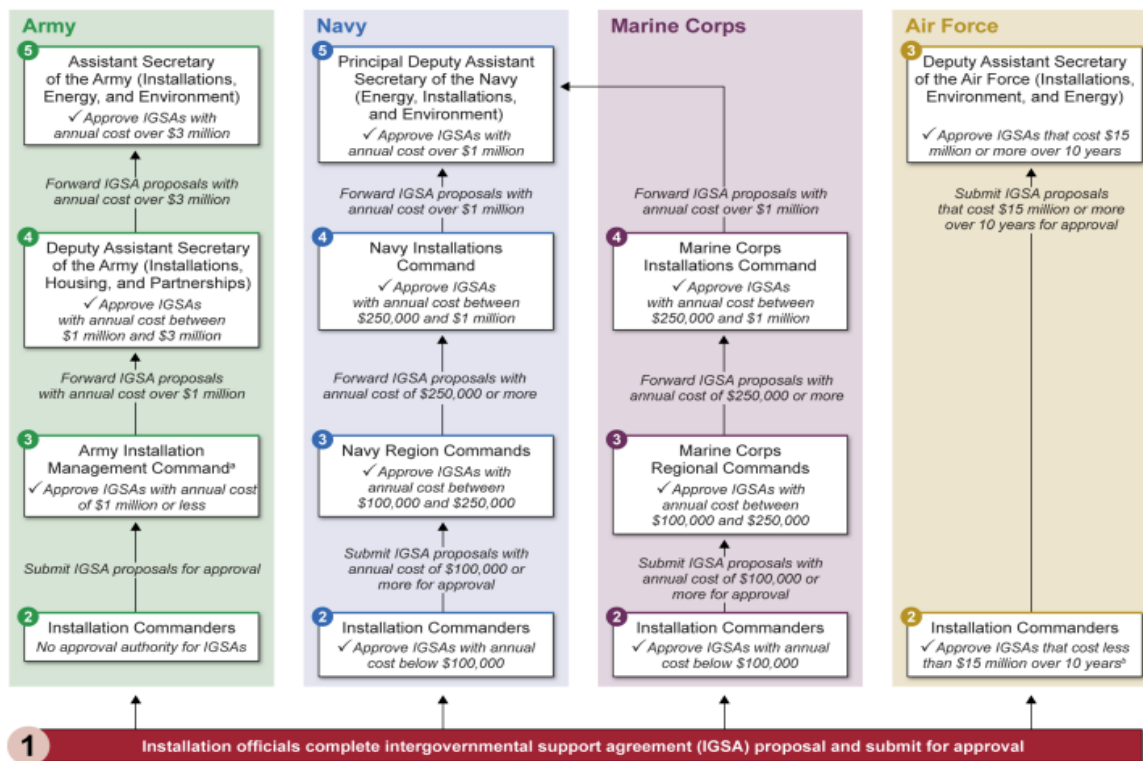 Army
5
Assistant Secretary
of the Army (Installations,
Energy, and Environment)
✓ Approve IGSAs with
annual cost over $3 million
Forward IGSA proposals with
annual cost over $3 million
4
Deputy Assistant Secretary
of the Army (Installations,
Housing, and Partnerships)
✓ Approve IGSAs
with annual cost between
$1 million and $3 million
Forward IGSA proposals
with annual cost over $1 million
3
Army Installation
Management Commandᵃ
✓ Approve IGSAs with annual cost
of $1 million or less
Submit IGSA proposals for approval
2
Installation Commanders
No approval authority for IGSAs
Navy
5
Principal Deputy Assistant
Secretary of the Navy
(Energy, Installations,
and Environment)
✓ Approve IGSAs with
annual cost over $1 million
Forward IGSA proposals with
annual cost over $1 million
4
Navy Installations
Command
✓ Approve IGSAs
with annual cost between
$250,000 and $1 million
Forward IGSA proposals with
annual cost of $250,000 or more
3
Navy Region Commands
✓ Approve IGSAs with
annual cost between
$100,000 and $250,000
Submit IGSA proposals with
annual cost of $100,000 or
more for approval
2
Installation Commanders
✓ Approve IGSAs with annual
cost below $100,000
Marine Corps
Forward IGSA proposals with
annual cost over $1 million
4
Marine Corps
Installations Command
✓ Approve IGSAs
with annual cost between
$250,000 and $1 million
Forward IGSA proposals with
annual cost of $250,000 or more
3
Marine Corps
Regional Commands
✓ Approve IGSAs with
annual cost between
$100,000 and $250,000
Submit IGSA proposals with
annual cost of $100,000 or
more for approval
2
Installation Commanders
✓ Approve IGSAs with annual
cost below $100,000
Air Force
3
Deputy Assistant Secretary
of the Air Force (Installations,
Environment, and Energy)
✓ Approve IGSAs that cost $15
million or more over 10 years
Submit IGSA proposals
that cost $15 million or more
over 10 years for approval
2
Installation Commanders
✓ Approve IGSAs that cost less
than $15 million over 10 yearsᵇ
1
Installation officials complete intergovernmental support agreement (IGSA) proposal and submit for approval